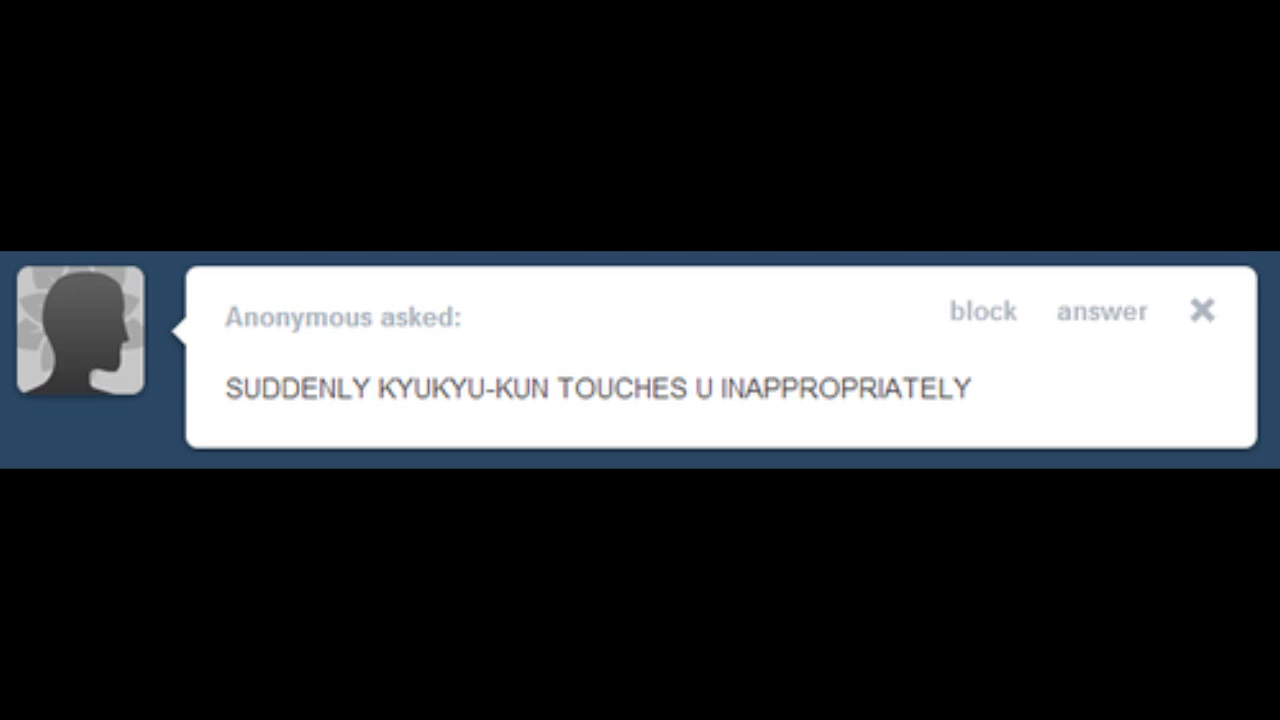 Anonymous asked:
block answer
SUDDENLY KYUKYU-KUN TOUCHES U INAPPROPRIATELY